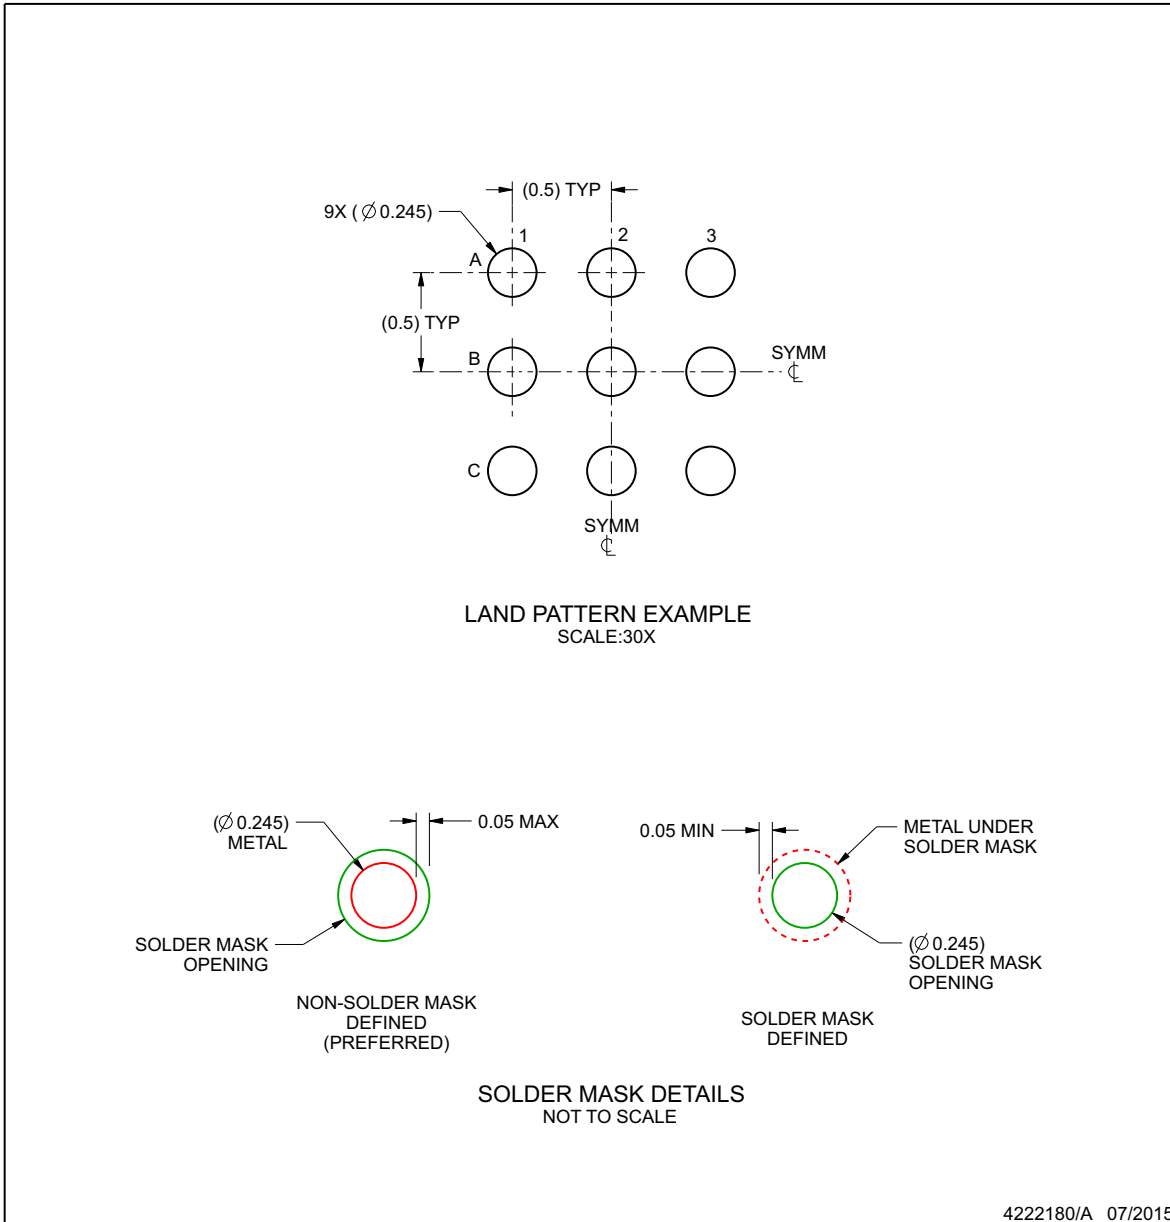 (0.5) TYP
9X ( Ø 0.245)
1
2
3
A
(0.5) TYP
B
SYMM
℄
C
SYMM
℄
LAND PATTERN EXAMPLE
SCALE:30X
(Ø 0.245)
METAL
0.05 MAX
SOLDER MASK
OPENING
NON-SOLDER MASK
DEFINED
(PREFERRED)
0.05 MIN
METAL UNDER
SOLDER MASK
(Ø 0.245)
SOLDER MASK
OPENING
SOLDER MASK
DEFINED
SOLDER MASK DETAILS
NOT TO SCALE
4222180/A 07/2015